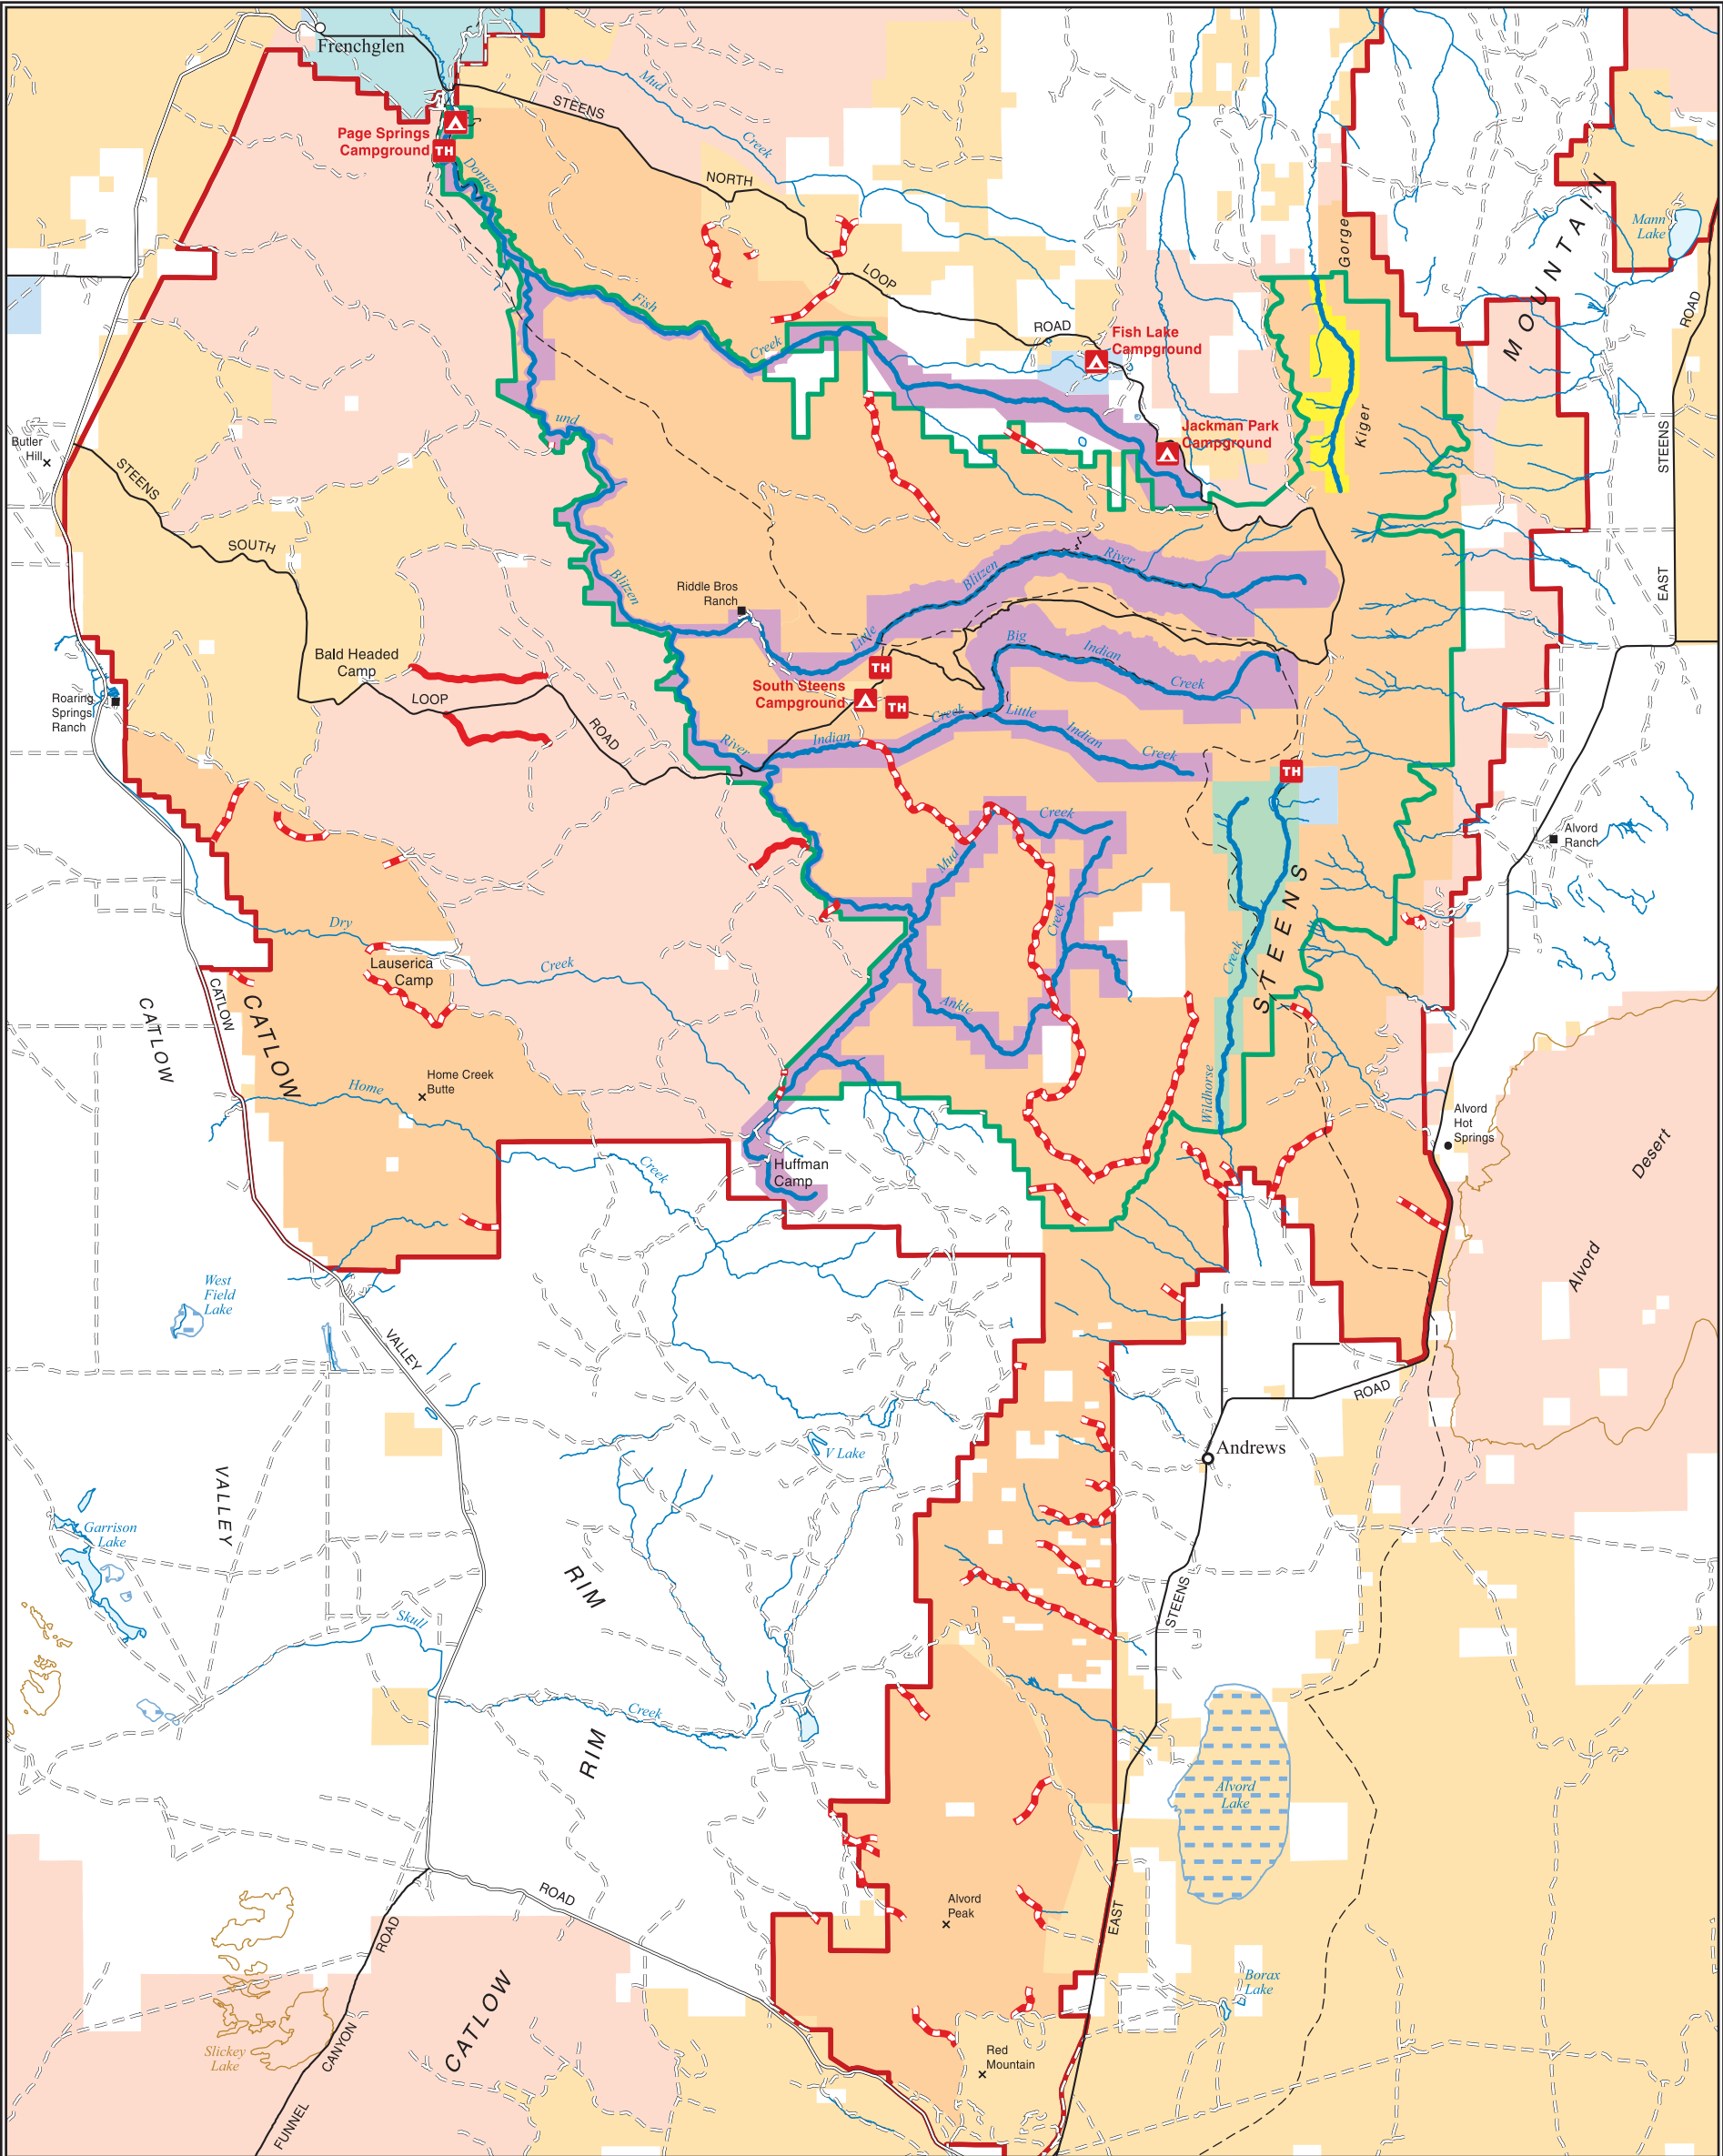 Frenchglen
Mud
STEENS
Page Springs
Campground
TH
Creek
Donner
NORTH
MOUNTAIN
Mann
Lake
Gorge
LOOP
Fish
ROAD
ROAD
Creek
Fish Lake
Campground
Kiger
Jackman Park
Campground
und
Butler
Hill
STEENS
STEENS
SOUTH
River
Blitzen
EAST
Blitzen
Riddle Bros
Ranch
Little
Big
Indian
Creek
Bald Headed
Camp
TH
South Steens
Campground
TH
LOOP
Roaring
Springs
Ranch
ROAD
River
Indian
Creek
Little
Indian
Creek
TH
Creek
Alvord
Ranch
Mud
STEENS
Dry
Creek
Creek
Creek
Lauserica
Camp
CATLOW
CATLOW
CATLOW
Ankle
Home Creek
Butte
Home
Wildhorse
Alvord
Hot
Springs
Desert
Creek
Huffman
Camp
Alvord
West
Field
Lake
VALLEY
ROAD
Andrews
V Lake
VALLEY
Garrison
Lake
RIM
STEENS
Skull
Creek
RIM
Alvord
Lake
Alvord
Peak
ROAD
EAST
ROAD
Borax
Lake
CATLOW
Slickey
Lake
CANYON
Red
Mountain
FUNNEL